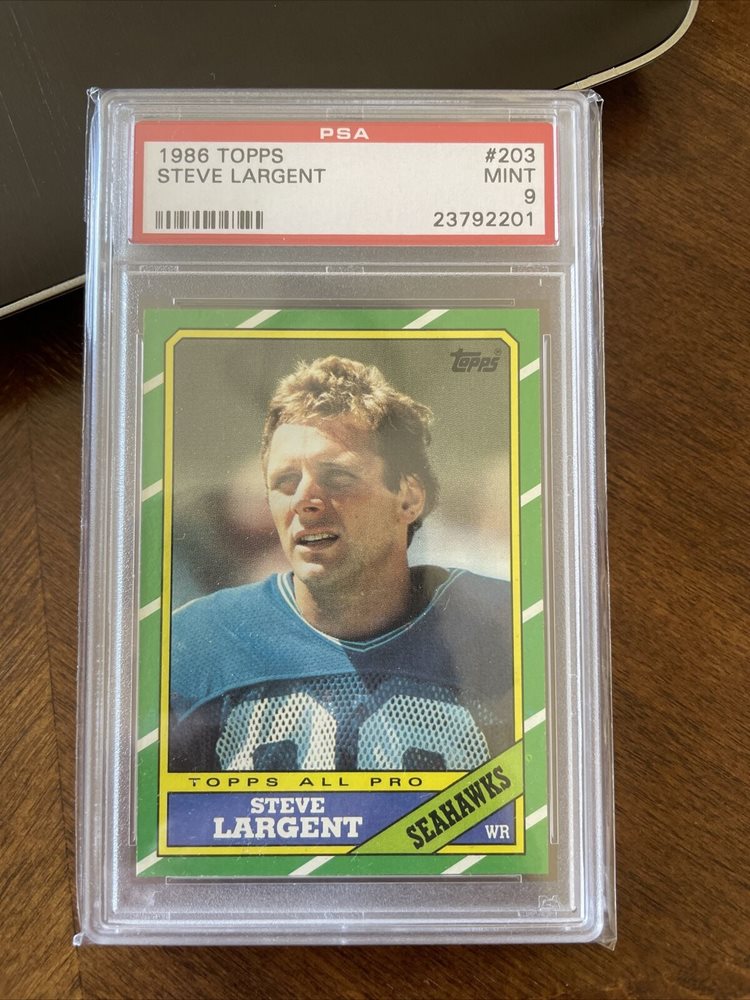 PSA
1986 TOPPS #203
STEVE LARGENT MINT
9
23792201
topps®
TOPPS ALL PRO
STEVE
LARGENT
SEAHAWKS
WR